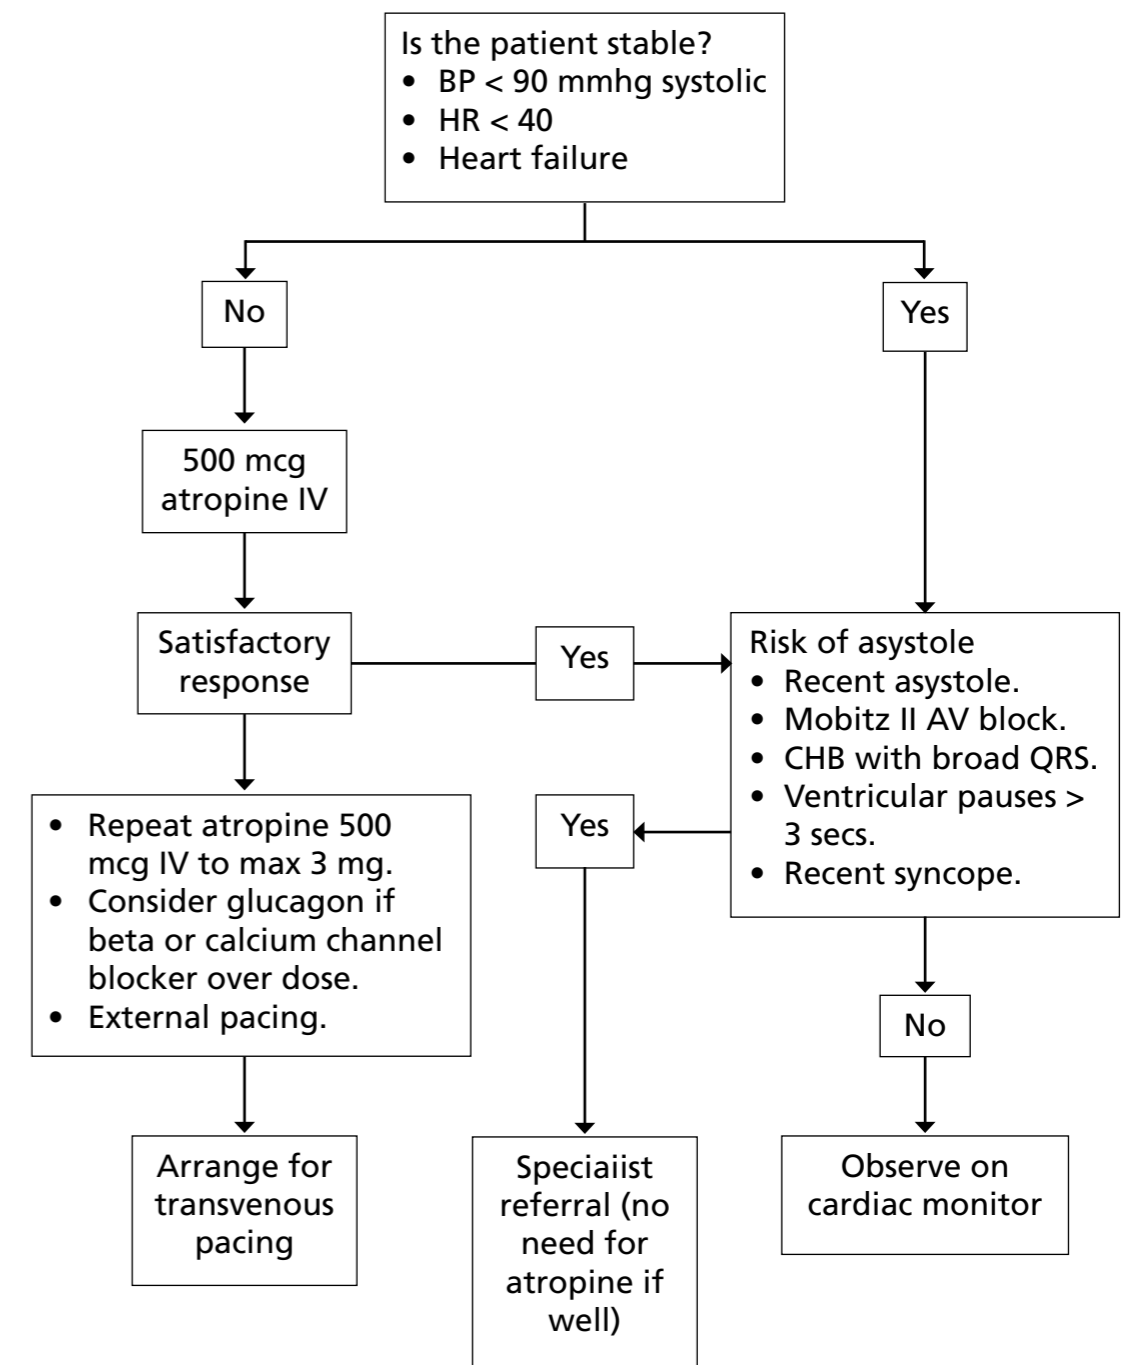 Is the patient stable?
• BP < 90 mmhg systolic
• HR < 40
• Heart failure
No
Yes
500 mcg
atropine IV
Satisfactory
response
Yes
Risk of asystole
• Recent asystole.
• Mobitz II AV block.
• CHB with broad QRS.
• Ventricular pauses >
3 secs.
• Recent syncope.
• Repeat atropine 500
mcg IV to max 3 mg.
• Consider glucagon if
beta or calcium channel
blocker over dose.
• External pacing.
Yes
No
Arrange for
transvenous
pacing
Speciaiist
referral (no
need for
atropine if
well)
Observe on
cardiac monitor